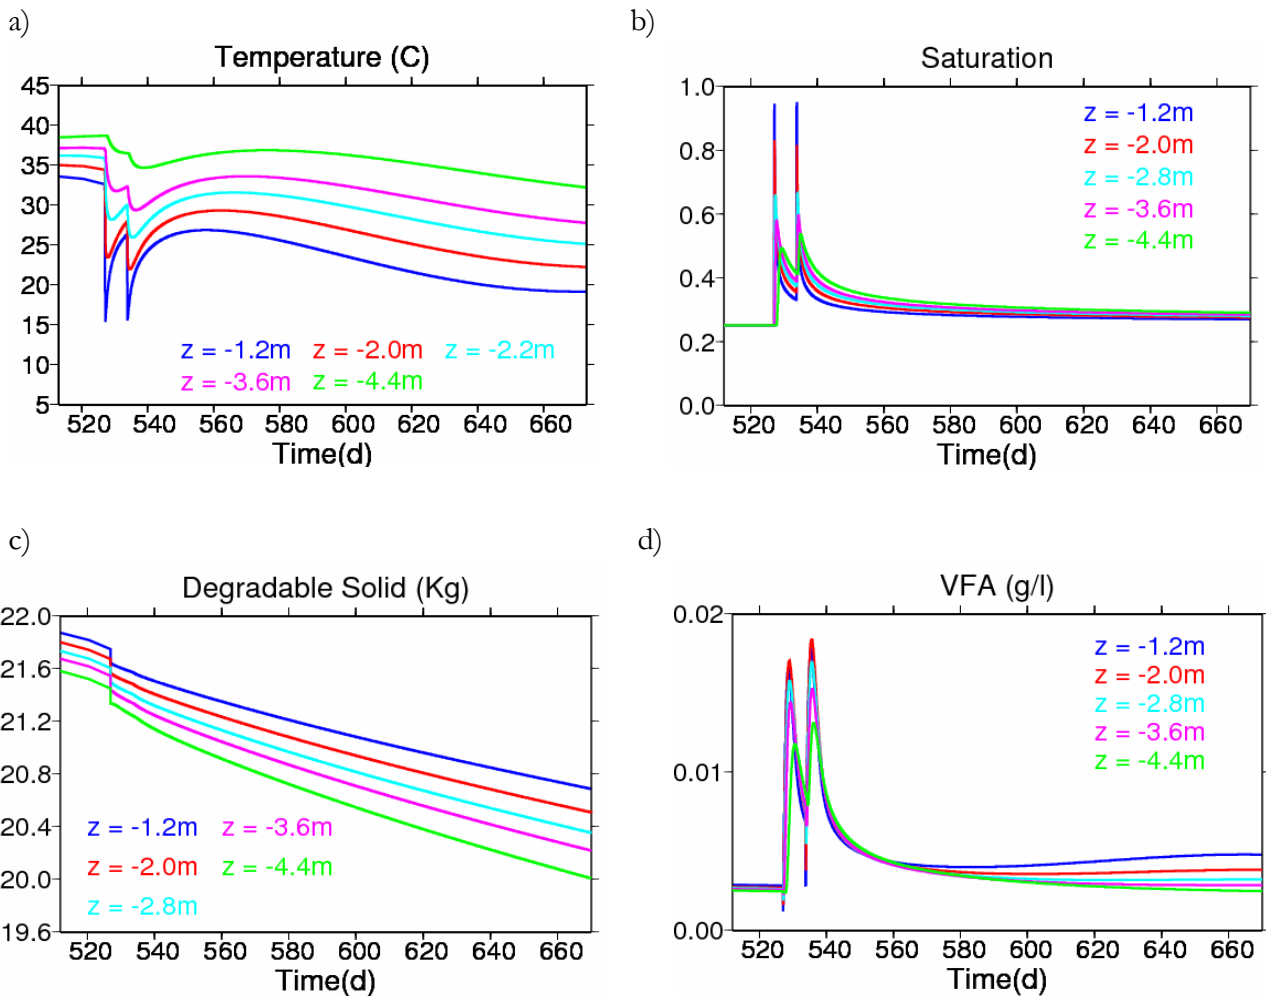 a)
Temperature (C)
45
40
35
30
25
20
15
10
5
z = -1.2m z = -2.0m z = -2.2m
z = -3.6m z = -4.4m
520 540 560 580 600 620 640 660
Time(d)
b)
Saturation
1.0
0.8
0.6
0.4
0.2
0.0
z = -1.2m
z = -2.0m
z = -2.8m
z = -3.6m
z = -4.4m
520 540 560 580 600 620 640 660
Time(d)
c)
Degradable Solid (Kg)
22.0
21.6
21.2
20.8
20.4
20.0
19.6
z = -1.2m z = -3.6m
z = -2.0m z = -4.4m
z = -2.8m
520 540 560 580 600 620 640 660
Time(d)
d)
VFA (g/l)
0.02
0.01
0.00
z = -1.2m
z = -2.0m
z = -2.8m
z = -3.6m
z = -4.4m
520 540 560 580 600 620 640 660
Time(d)